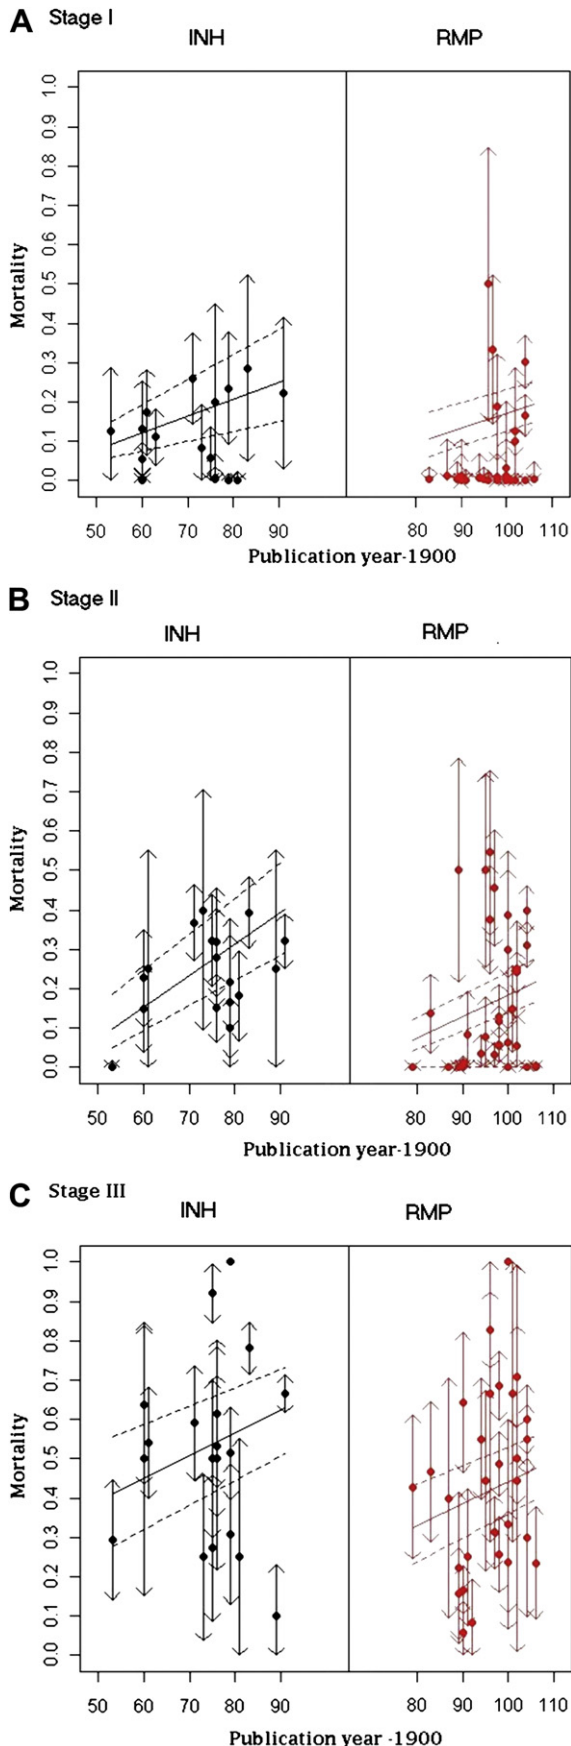 A Stage I
INH RMP
Mortality
1.0
0.9
0.8
0.7
0.6
0.5
0.4
0.3
0.2
0.1
0.0
50 60 70 80 90 80 90 100 110
Publication year-1900
B Stage II
INH RMP
Mortality
1.0
0.9
0.8
0.7
0.6
0.5
0.4
0.3
0.2
0.1
0.0
50 60 70 80 90 80 90 100 110
Publication year-1900
C Stage III
INH RMP
Mortality
1.0
0.9
0.8
0.7
0.6
0.5
0.4
0.3
0.2
0.1
0.0
50 60 70 80 90 80 90 100 110
Publication year -1900